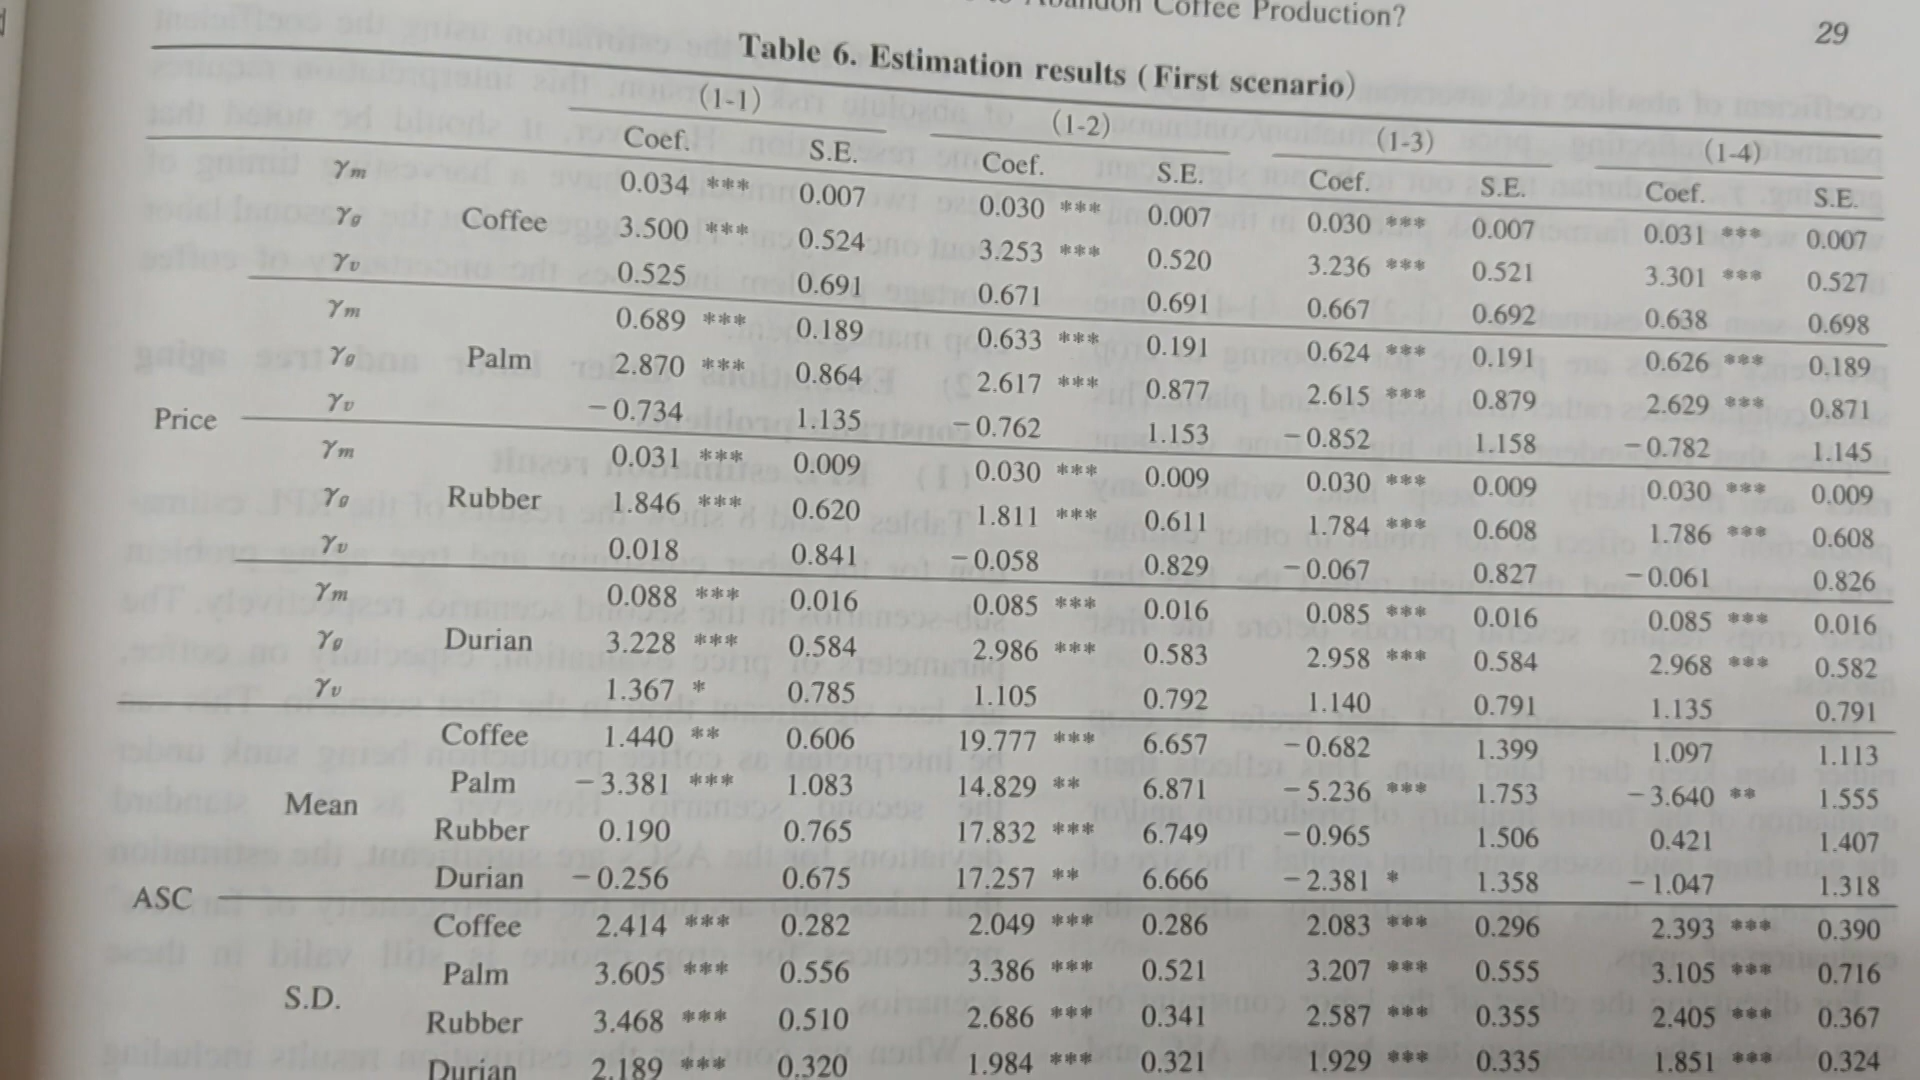 to Abandon Coffee Production?
29
Table 6. Estimation results (First scenario)
(1-1) (1-2) (1-3) (1-4)
Coef. S.E. Coef. S.E. Coef. S.E. Coef. S.E.
γm 0.034 *** 0.007 0.030 *** 0.007 0.030 *** 0.007 0.031 *** 0.007
γg Coffee 3.500 *** 0.524 3.253 *** 0.520 3.236 *** 0.521 3.301 *** 0.527
γv 0.525 0.691 0.671 0.691 0.667 0.692 0.638 0.698
γm 0.689 *** 0.189 0.633 *** 0.191 0.624 *** 0.191 0.626 *** 0.189
γg Palm 2.870 *** 0.864 2.617 *** 0.877 2.615 *** 0.879 2.629 *** 0.871
γv −0.734 1.135 −0.762 1.153 −0.852 1.158 −0.782 1.145
Price
γm 0.031 *** 0.009 0.030 *** 0.009 0.030 *** 0.009 0.030 *** 0.009
γg Rubber 1.846 *** 0.620 1.811 *** 0.611 1.784 *** 0.608 1.786 *** 0.608
γv 0.018 0.841 −0.058 0.829 −0.067 0.827 −0.061 0.826
γm 0.088 *** 0.016 0.085 *** 0.016 0.085 *** 0.016 0.085 *** 0.016
γg Durian 3.228 *** 0.584 2.986 *** 0.583 2.958 *** 0.584 2.968 *** 0.582
γv 1.367 * 0.785 1.105 0.792 1.140 0.791 1.135 0.791
Coffee 1.440 ** 0.606 19.777 *** 6.657 −0.682 1.399 1.097 1.113
Palm −3.381 *** 1.083 14.829 ** 6.871 −5.236 *** 1.753 −3.640 ** 1.555
Mean
Rubber 0.190 0.765 17.832 *** 6.749 −0.965 1.506 0.421 1.407
Durian −0.256 0.675 17.257 ** 6.666 −2.381 * 1.358 −1.047 1.318
ASC
Coffee 2.414 *** 0.282 2.049 *** 0.286 2.083 *** 0.296 2.393 *** 0.390
Palm 3.605 *** 0.556 3.386 *** 0.521 3.207 *** 0.555 3.105 *** 0.716
S.D.
Rubber 3.468 *** 0.510 2.686 *** 0.341 2.587 *** 0.355 2.405 *** 0.367
Durian 2.189 *** 0.320 1.984 *** 0.321 1.929 *** 0.335 1.851 *** 0.324